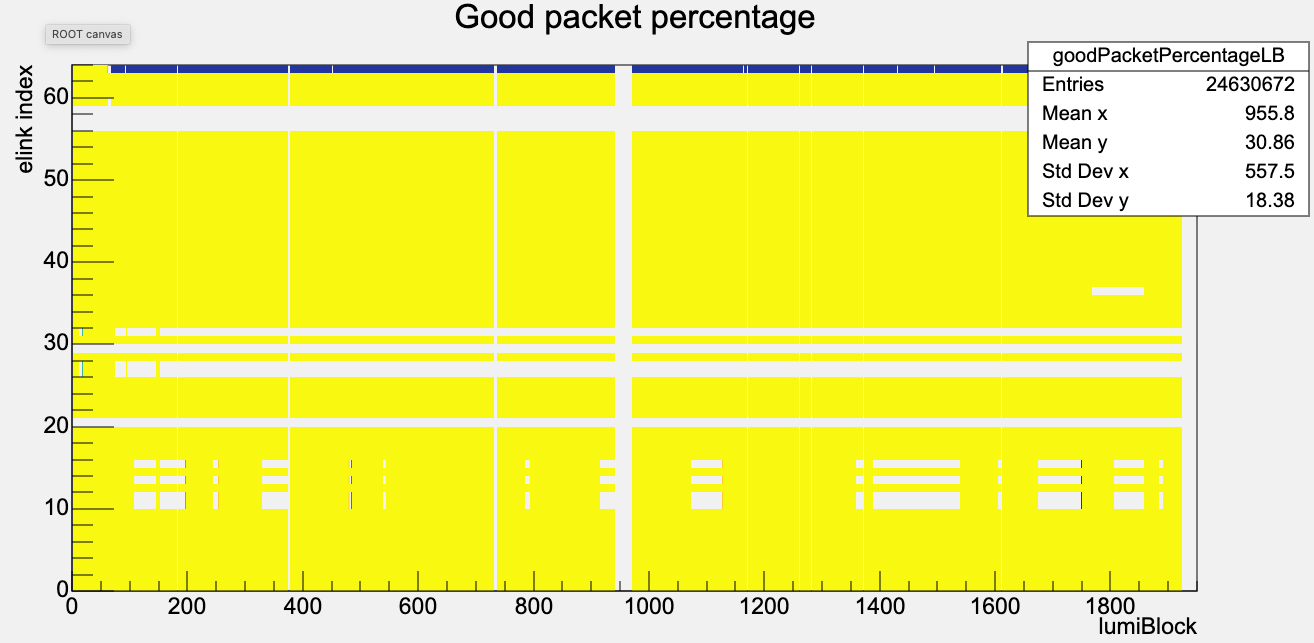 Good packet percentage
ROOT canvas
goodPacketPercentageLB
Entries 24630672
Mean x 955.8
Mean y 30.86
Std Dev x 557.5
Std Dev y 18.38
elink index
60
50
40
30
20
10
0
0 200 400 600 800 1000 1200 1400 1600 1800
lumiBlock